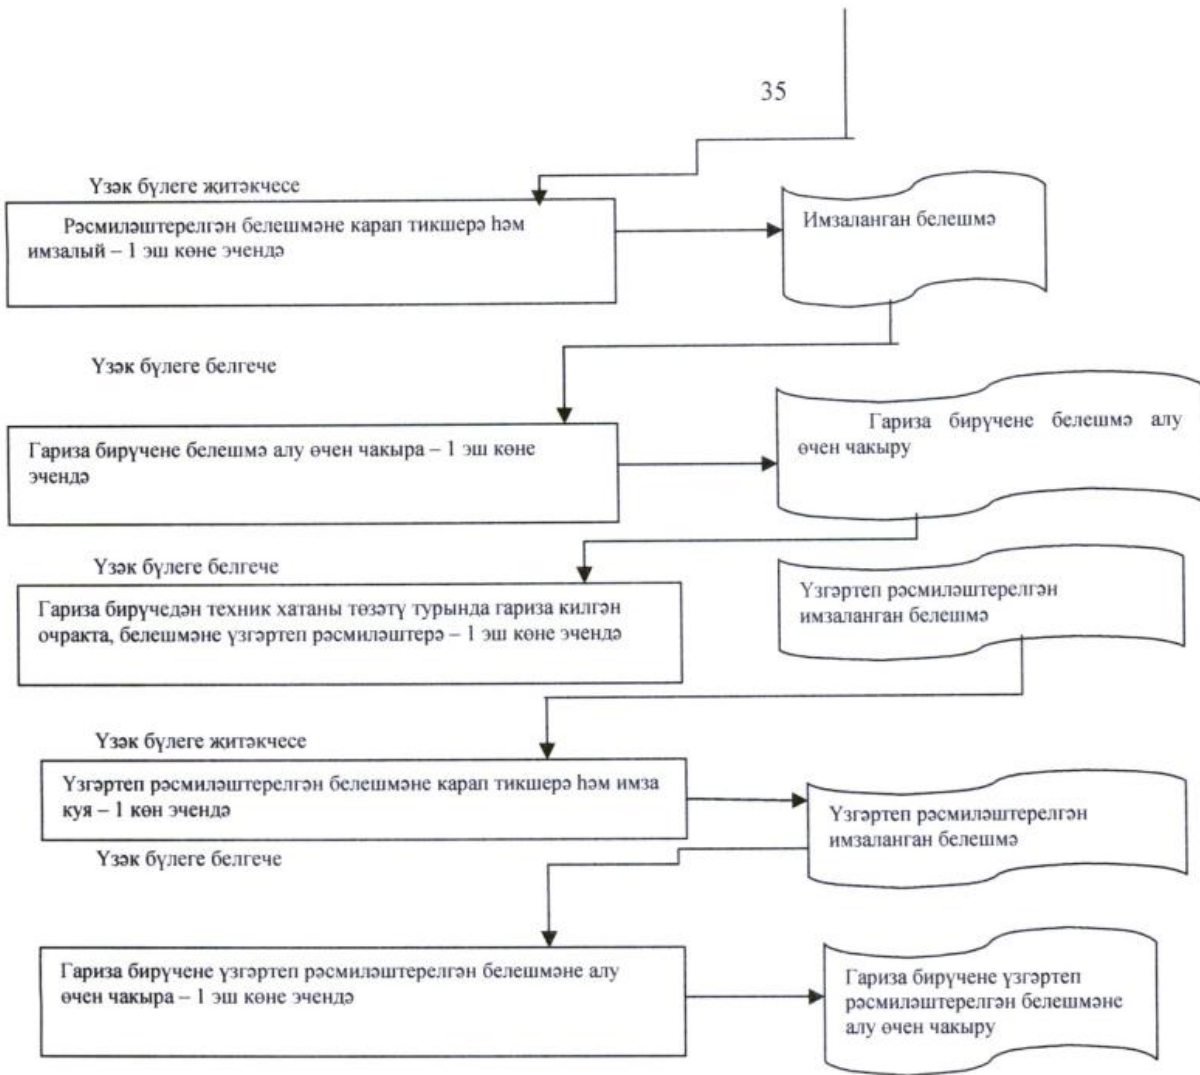 35
Үзәк бүлеге җитәкчесе
Рәсмиләштерелгән белешмәне карап тикшерә һәм
имзалый – 1 эш көне эчендә
Имзаланган белешмә
Үзәк бүлеге белгече
Гариза бирүчене белешмә алу өчен чакыра – 1 эш көне
эчендә
Гариза бирүчене белешмә алу
өчен чакыру
Үзәк бүлеге белгече
Гариза бирүчедән техник хатаны төзәтү турында гариза килгән
очракта, белешмәне үзгәртеп рәсмиләштерә – 1 эш көне эчендә
Үзгәртеп рәсмиләштерелгән
имзаланган белешмә
Үзәк бүлеге җитәкчесе
Үзгәртеп рәсмиләштерелгән белешмәне карап тикшерә һәм имза
куя – 1 көн эчендә
Үзгәртеп рәсмиләштерелгән
имзаланган белешмә
Үзәк бүлеге белгече
Гариза бирүчене үзгәртеп рәсмиләштерелгән белешмәне алу
өчен чакыра – 1 эш көне эчендә
Гариза бирүчене үзгәртеп
рәсмиләштерелгән белешмәне
алу өчен чакыру